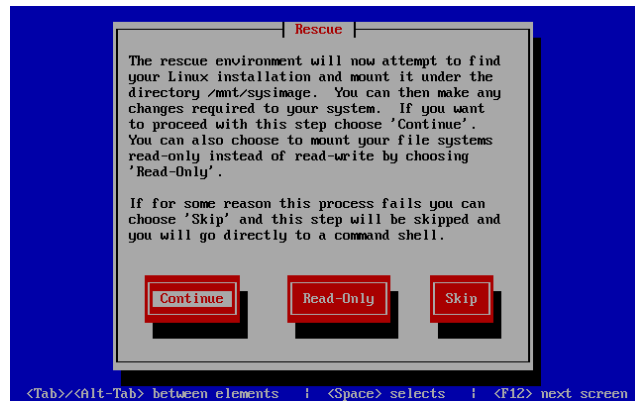 Rescue
The rescue environment will now attempt to find
your Linux installation and mount it under the
directory /mnt/sysimage.  You can then make any
changes required to your system.  If you want
to proceed with this step choose 'Continue'.
You can also choose to mount your file systems
read-only instead of read-write by choosing
'Read-Only'.
If for some reason this process fails you can
choose 'Skip' and this step will be skipped and
you will go directly to a command shell.
Continue Read-Only Skip
<Tab>/<Alt-Tab> between elements | <Space> selects | <F12> next screen